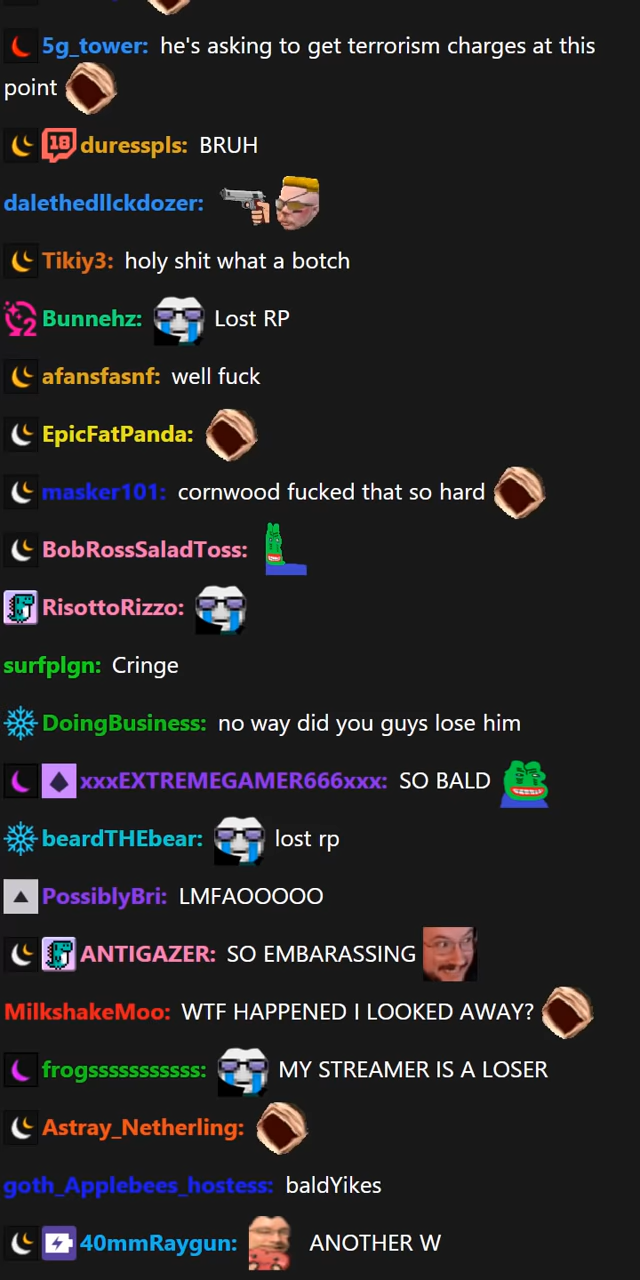 5g_tower: he's asking to get terrorism charges at this
point
18 duresspls: BRUH
dalethedllckdozer:
Tikiy3: holy shit what a botch
2 Bunnehz: Lost RP
afansfasnf: well fuck
EpicFatPanda:
masker101: cornwood fucked that so hard
BobRossSaladToss:
RisottoRizzo:
surfplgn: Cringe
DoingBusiness: no way did you guys lose him
xxxEXTREMEGAMER666xxx: SO BALD
beardTHEbear: lost rp
PossiblyBri: LMFAOOOOO
ANTIGAZER: SO EMBARASSING
MilkshakeMoo: WTF HAPPENED I LOOKED AWAY?
frogsssssssssss: MY STREAMER IS A LOSER
Astray_Netherling:
goth_Applebees_hostess: baldYikes
40mmRaygun: ANOTHER W